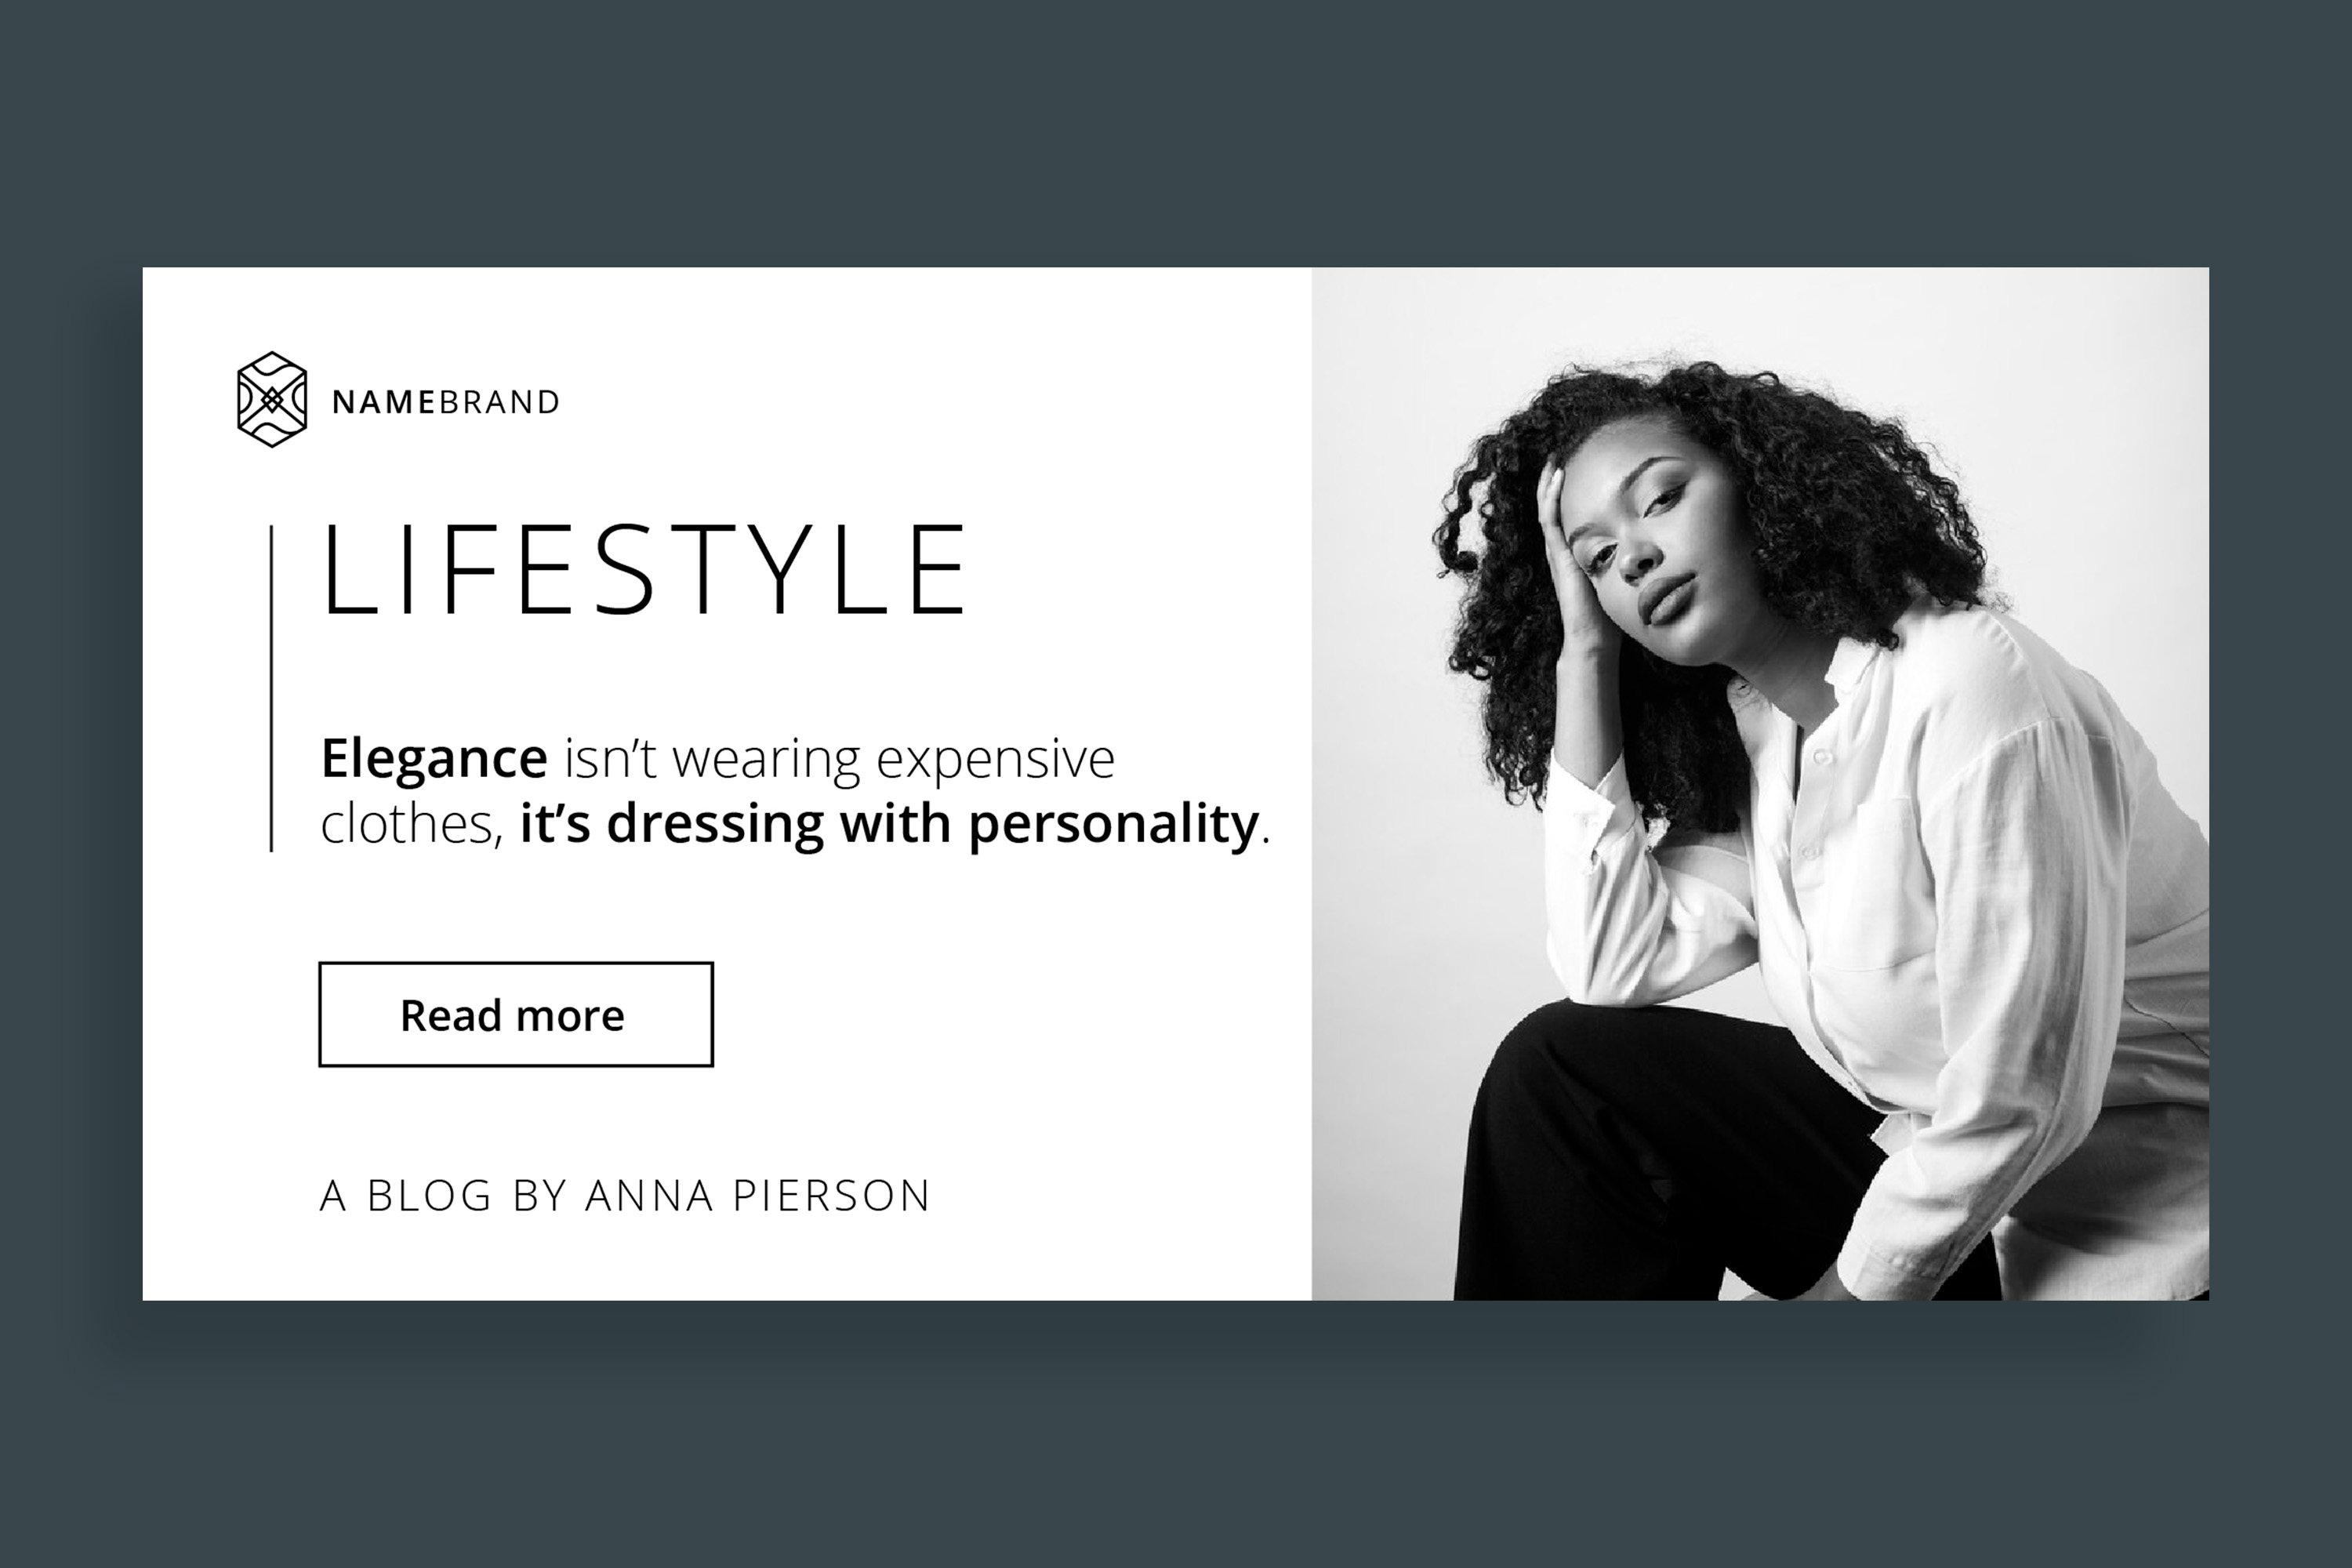 NAMEBRAND
LIFESTYLE
Elegance isn’t wearing expensive
clothes, it’s dressing with personality.
Read more
A BLOG BY ANNA PIERSON